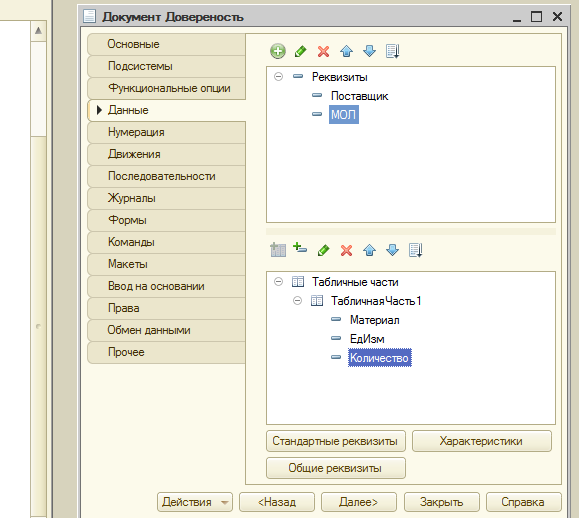 Документ Довереность
Основные
Подсистемы
Функциональные опции
Данные
Нумерация
Движения
Последовательности
Журналы
Формы
Команды
Макеты
Ввод на основании
Права
Обмен данными
Прочее
Реквизиты
Поставщик
МОЛ
Табличные части
ТабличнаяЧасть1
Материал
ЕдИзм
Количество
Стандартные реквизиты
Характеристики
Общие реквизиты
Действия
<Назад
Далее>
Закрыть
Справка